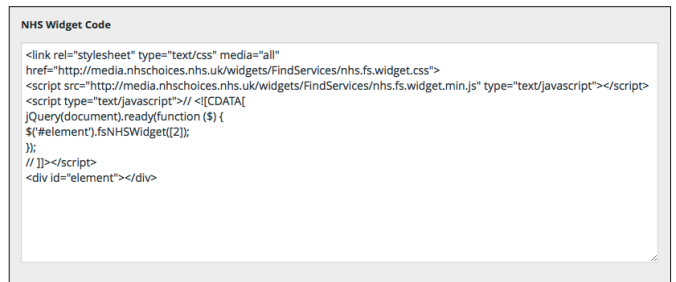 NHS Widget Code
<link rel="stylesheet" type="text/css" media="all"
href="http://media.nhschoices.nhs.uk/widgets/FindServices/nhs.fs.widget.css">
<script src="http://media.nhschoices.nhs.uk/widgets/FindServices/nhs.fs.widget.min.js" type="text/javascript"></script>
<script type="text/javascript">// <![CDATA[
jQuery(document).ready(function ($) {
$('#element').fsNHSWidget([2]);
});
// ]]></script>
<div id="element"></div>